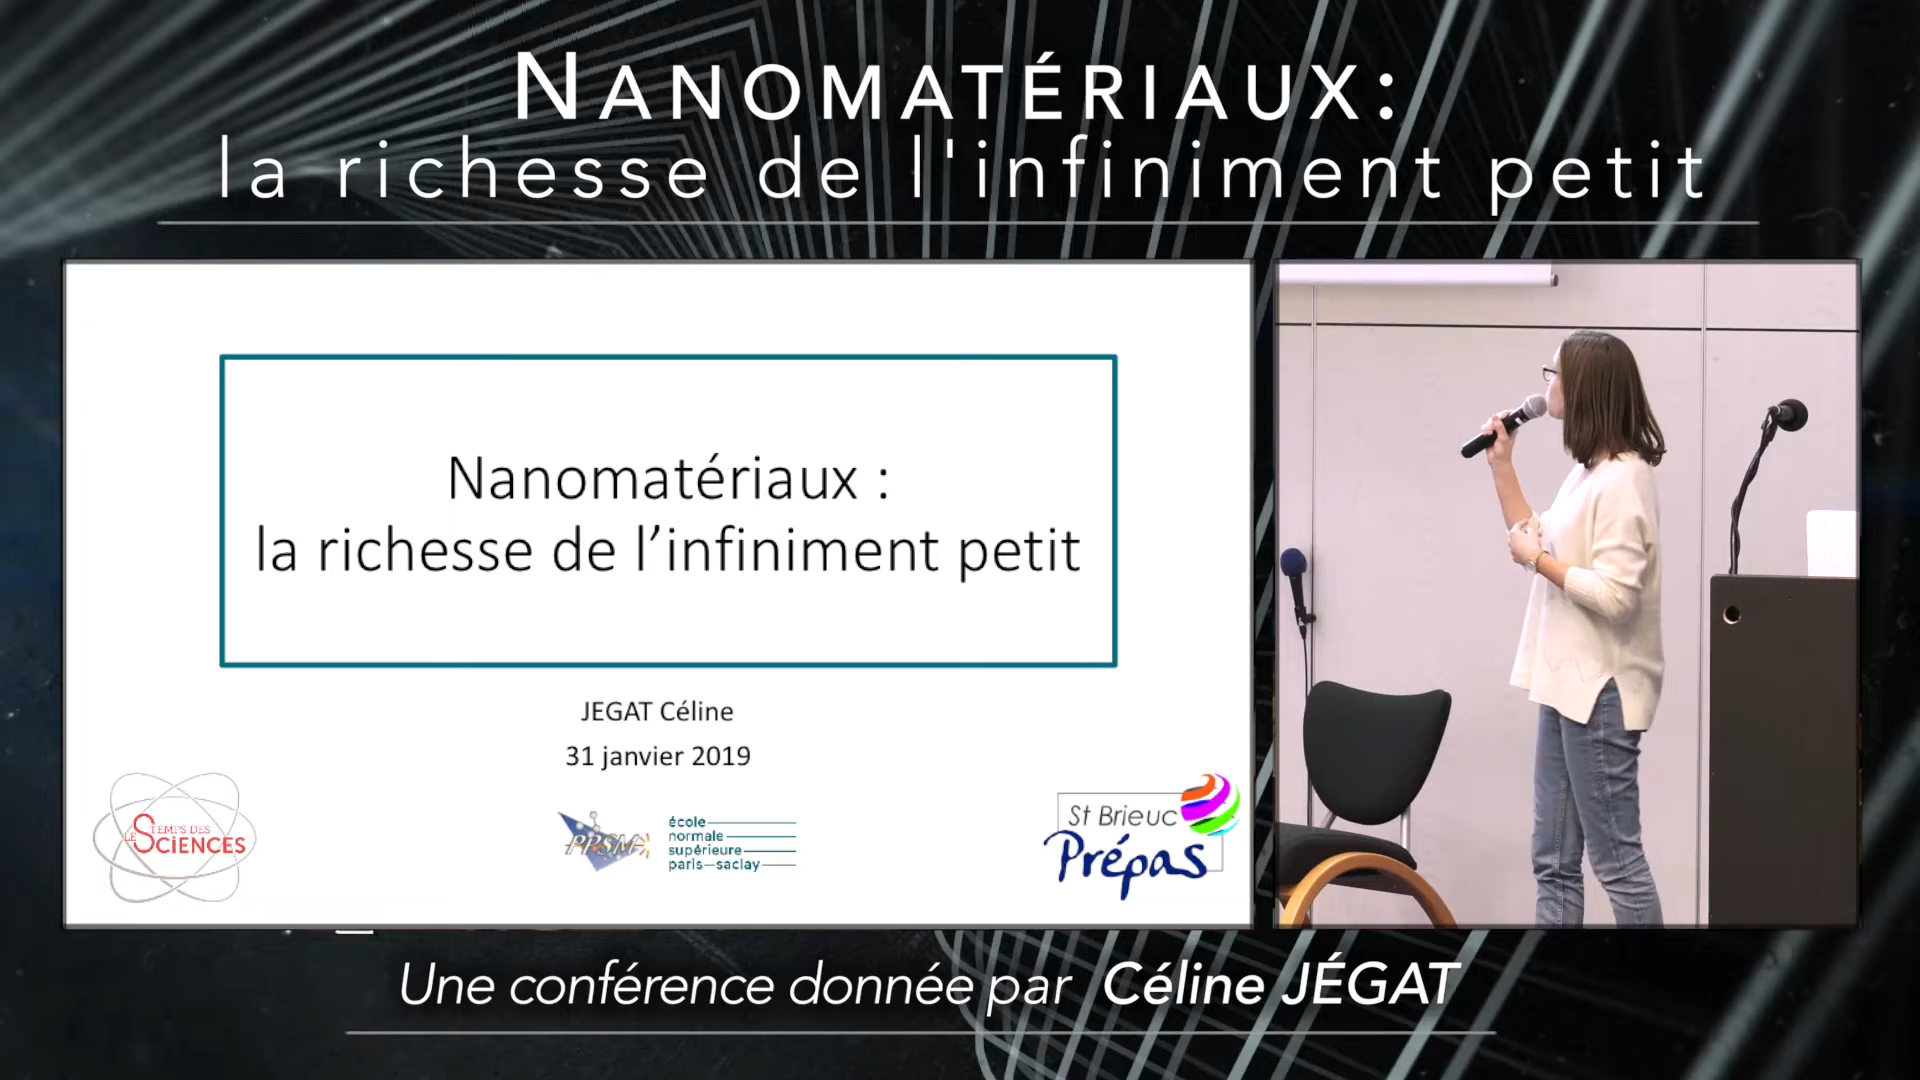 NANOMATÉRIAUX:
la richesse de l'infiniment petit
Nanomatériaux :
la richesse de l’infiniment petit
JEGAT Céline
31 janvier 2019
LE TEMPS DES SCIENCES
PPSM
école
normale
supérieure
paris—saclay
St Brieuc
Prépas
Une conférence donnée par Céline JÉGAT